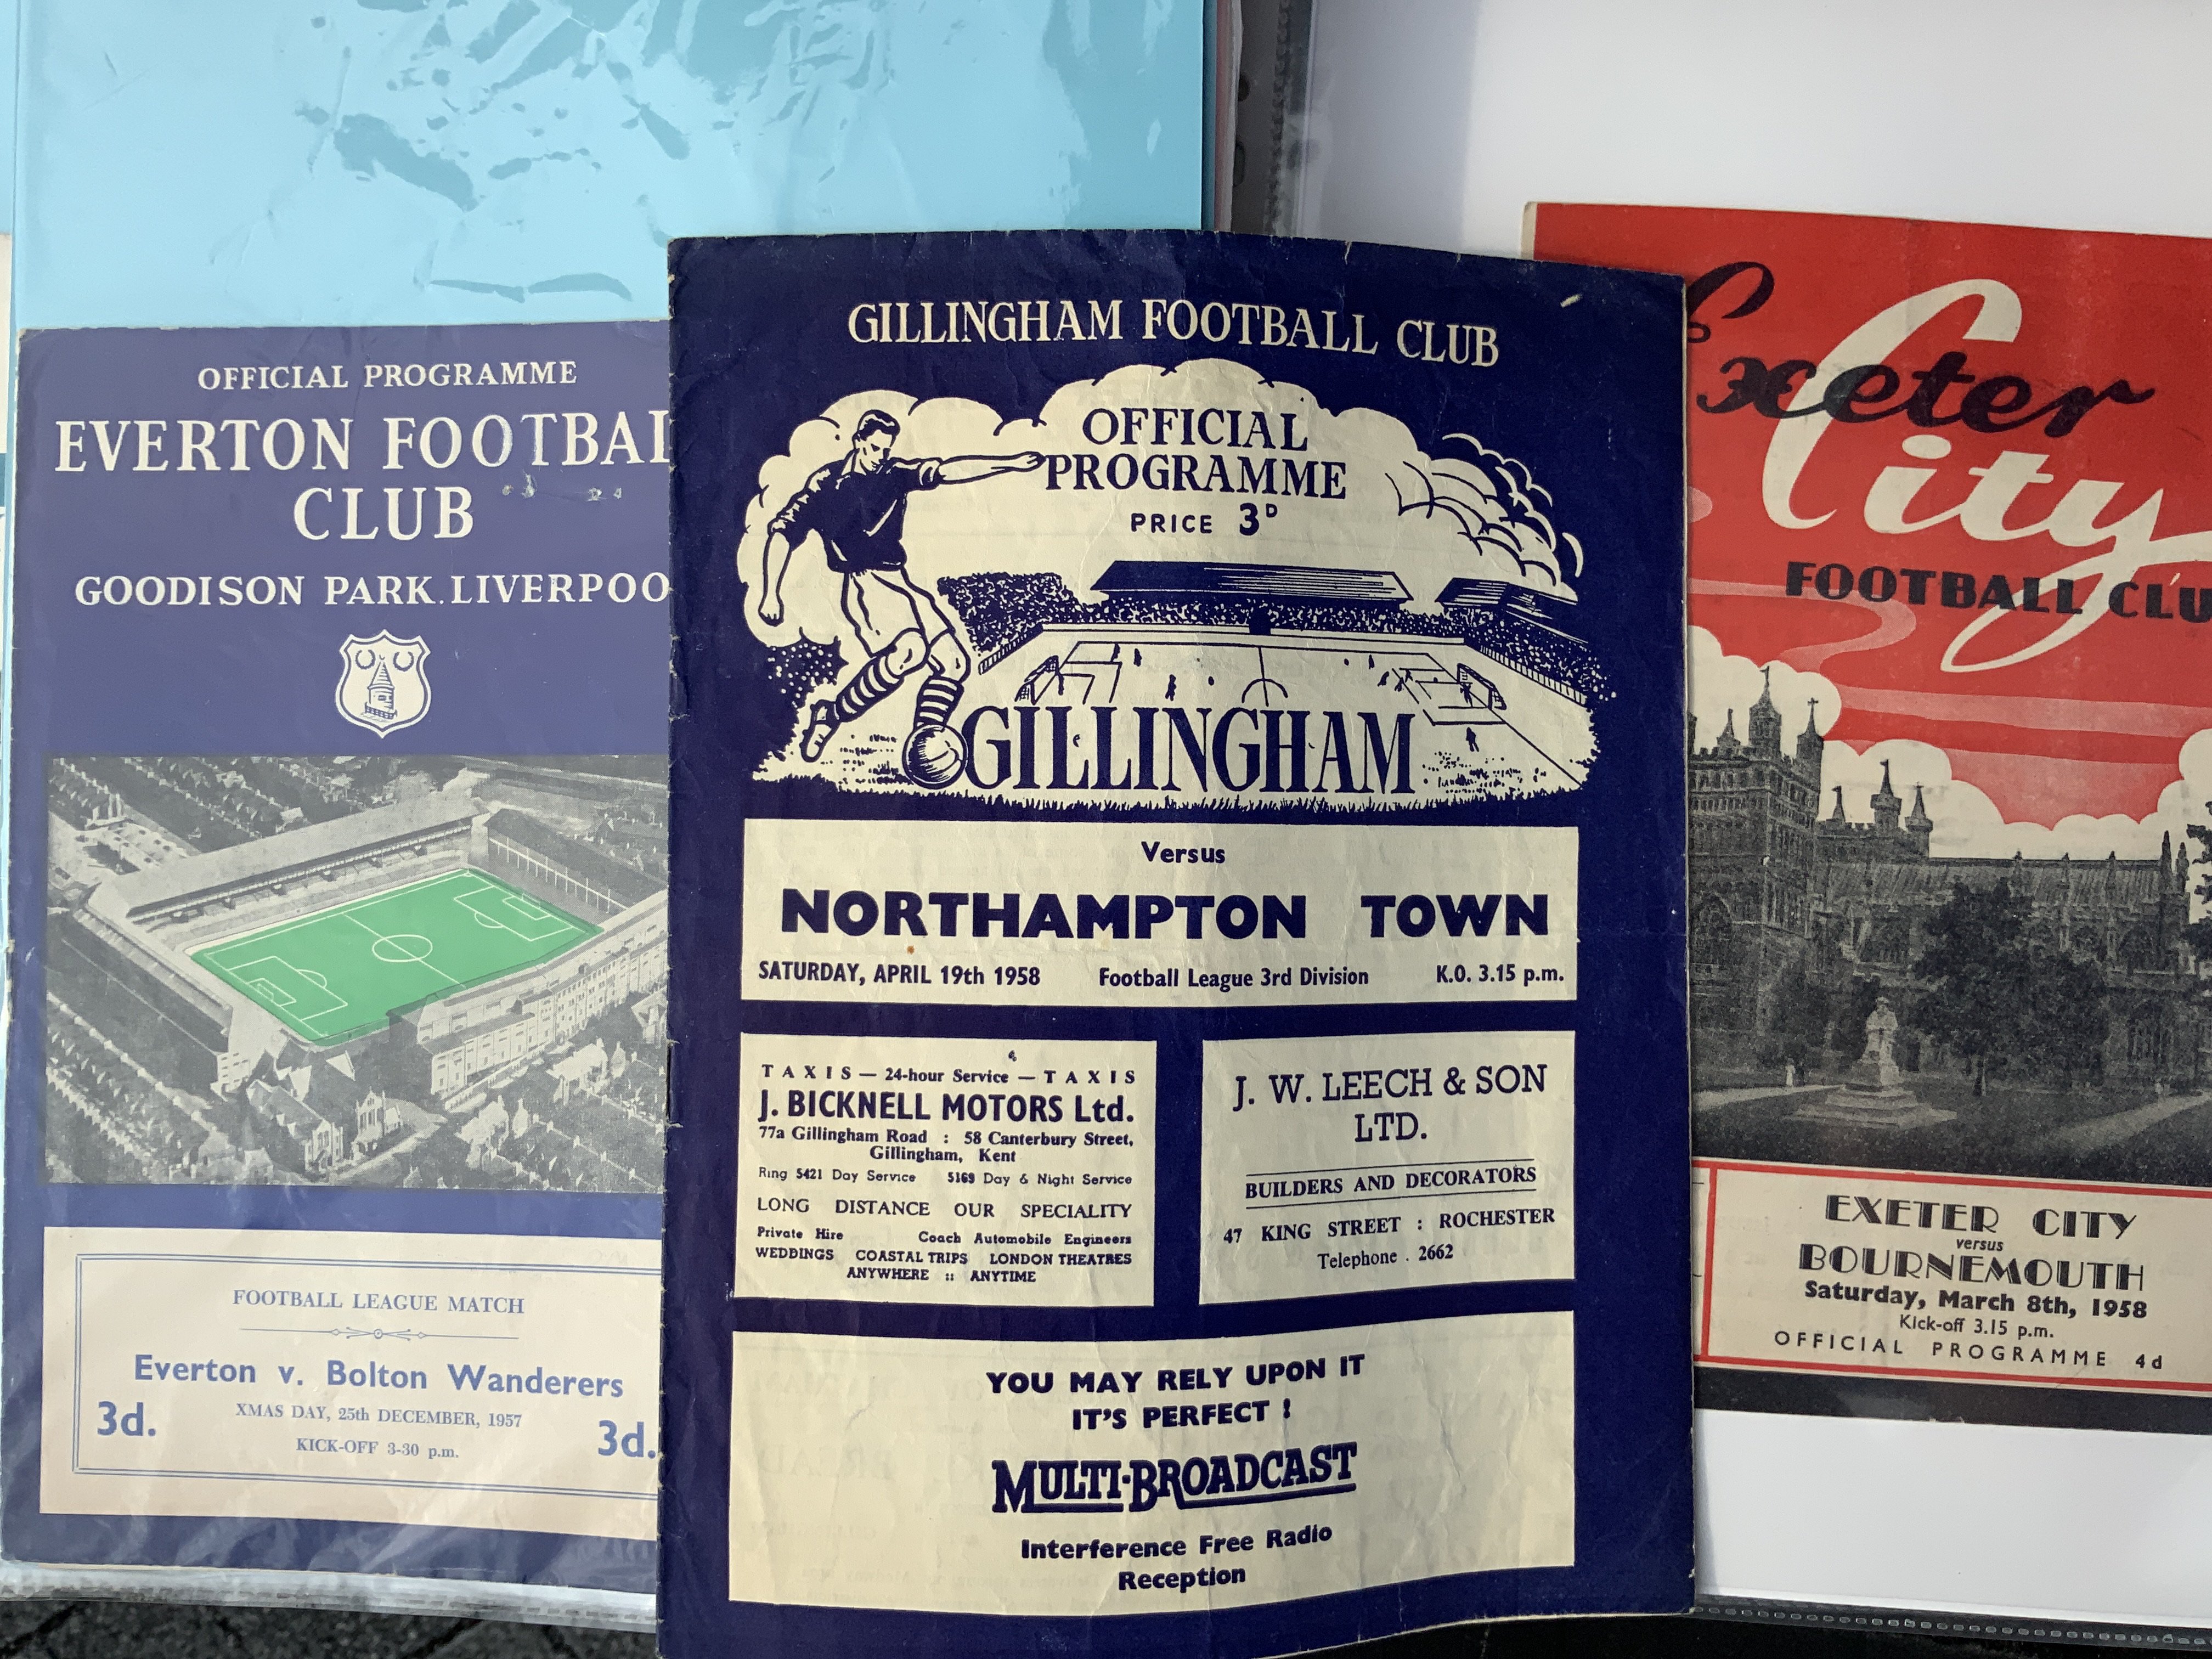 OFFICIAL PROGRAMME
EVERTON FOOTBAL
CLUB
GOODISON PARK. LIVERPOO
FOOTBALL LEAGUE MATCH
Everton v. Bolton Wanderers
3d. XMAS DAY, 25th DECEMBER, 1957 3d.
KICK-OFF 3-30 p.m.
GILLINGHAM FOOTBALL CLUB
OFFICIAL
PROGRAMME
PRICE 3D
GILLINGHAM
Versus
NORTHAMPTON TOWN
SATURDAY, APRIL 19th 1958 Football League 3rd Division K.O. 3.15 p.m.
TAXIS — 24-hour Service — TAXIS
J. BICKNELL MOTORS Ltd.
77a Gillingham Road : 58 Canterbury Street,
Gillingham, Kent
Ring 5421 Day Service 5169 Day & Night Service
LONG DISTANCE OUR SPECIALITY
Private Hire Coach Automobile Engineers
WEDDINGS COASTAL TRIPS LONDON THEATRES
ANYWHERE :: ANYTIME
J. W. LEECH & SON
LTD.
BUILDERS AND DECORATORS
47 KING STREET : ROCHESTER
Telephone . 2662
YOU MAY RELY UPON IT
IT'S PERFECT !
MULTI-BROADCAST
Interference Free Radio
Reception
Exeter
City
FOOTBALL CLU
EXETER CITY
versus
BOURNEMOUTH
Saturday, March 8th, 1958
Kick-off 3.15 p.m.
OFFICIAL PROGRAMME 4d